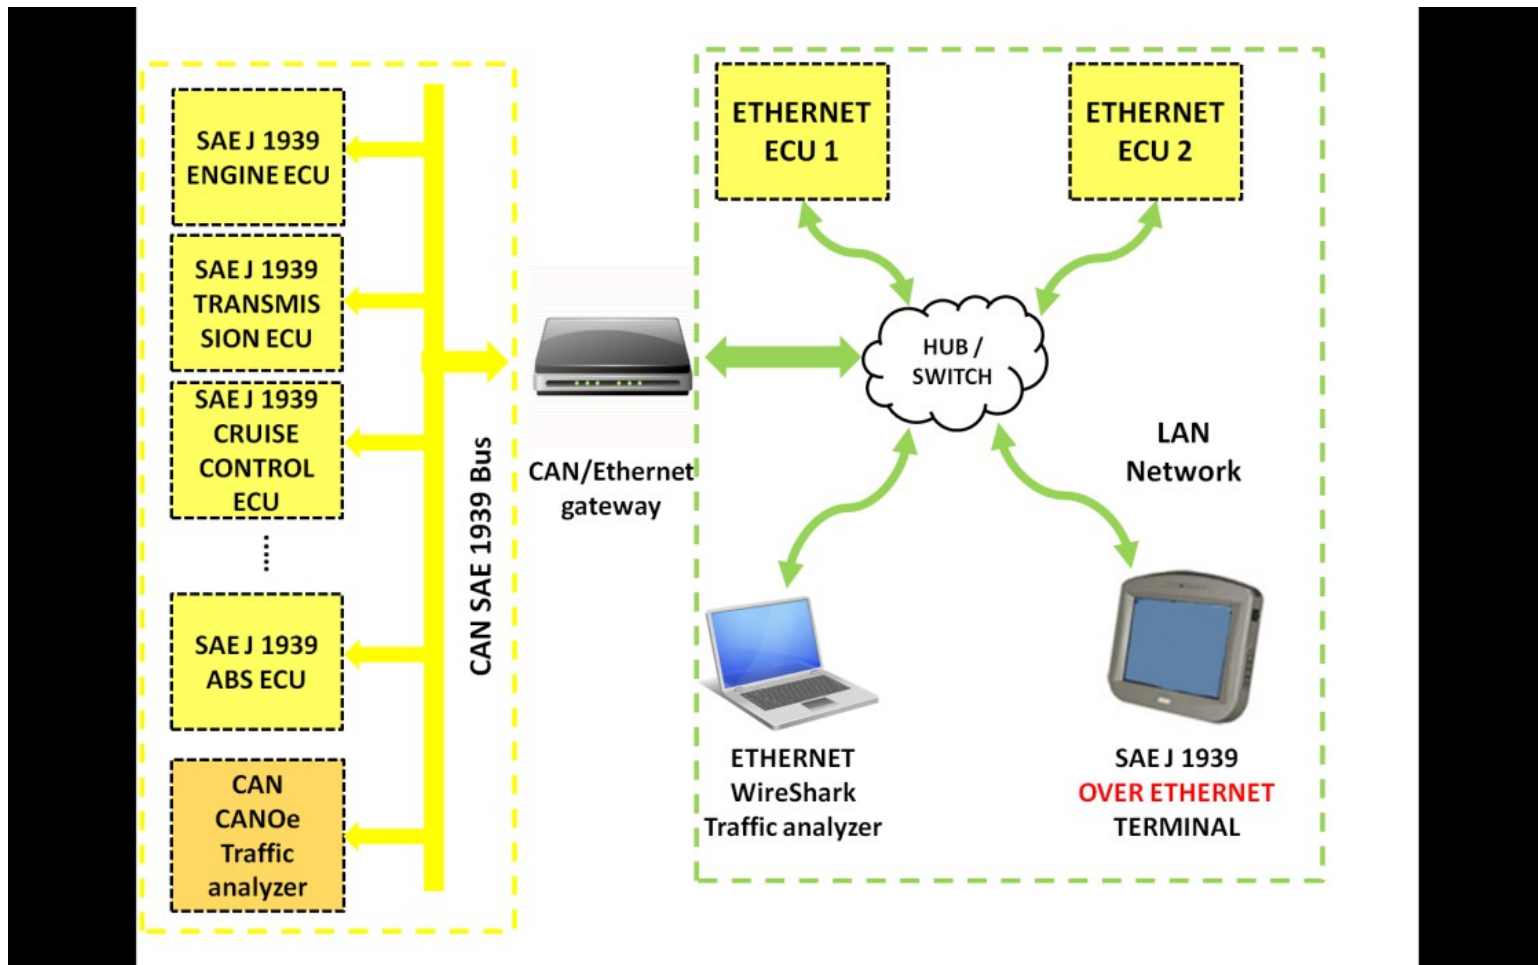 SAE J 1939
ENGINE ECU
SAE J 1939
TRANSMIS
SION ECU
SAE J 1939
CRUISE
CONTROL
ECU
SAE J 1939
ABS ECU
CAN
CANOe
Traffic
analyzer
CAN SAE 1939 Bus
CAN/Ethernet
gateway
ETHERNET
ECU 1
ETHERNET
ECU 2
HUB /
SWITCH
LAN
Network
ETHERNET
WireShark
Traffic analyzer
SAE J 1939
OVER ETHERNET
TERMINAL